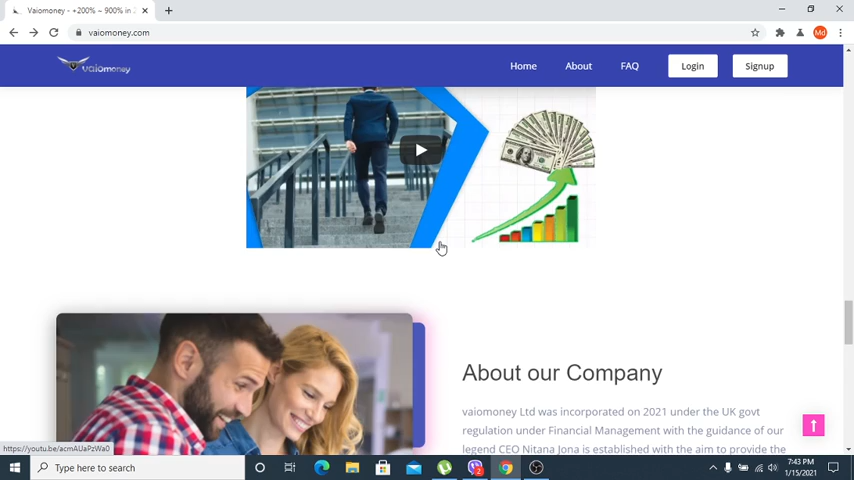 Vaiomoney - +200% – 900% in 2
Md
vaiomoney.com
vaiomoney
Home
About
FAQ
Login
Signup
About our Company
vaiomoney Ltd was incorporated on 2021 under the UK govt
regulation under Financial Management with the guidance of our
legend CEO Nitana Jona is established with the aim to provide the
https://youtu.be/acmAUaPzWa0
Type here to search
2
7:43 PM
1/15/2021